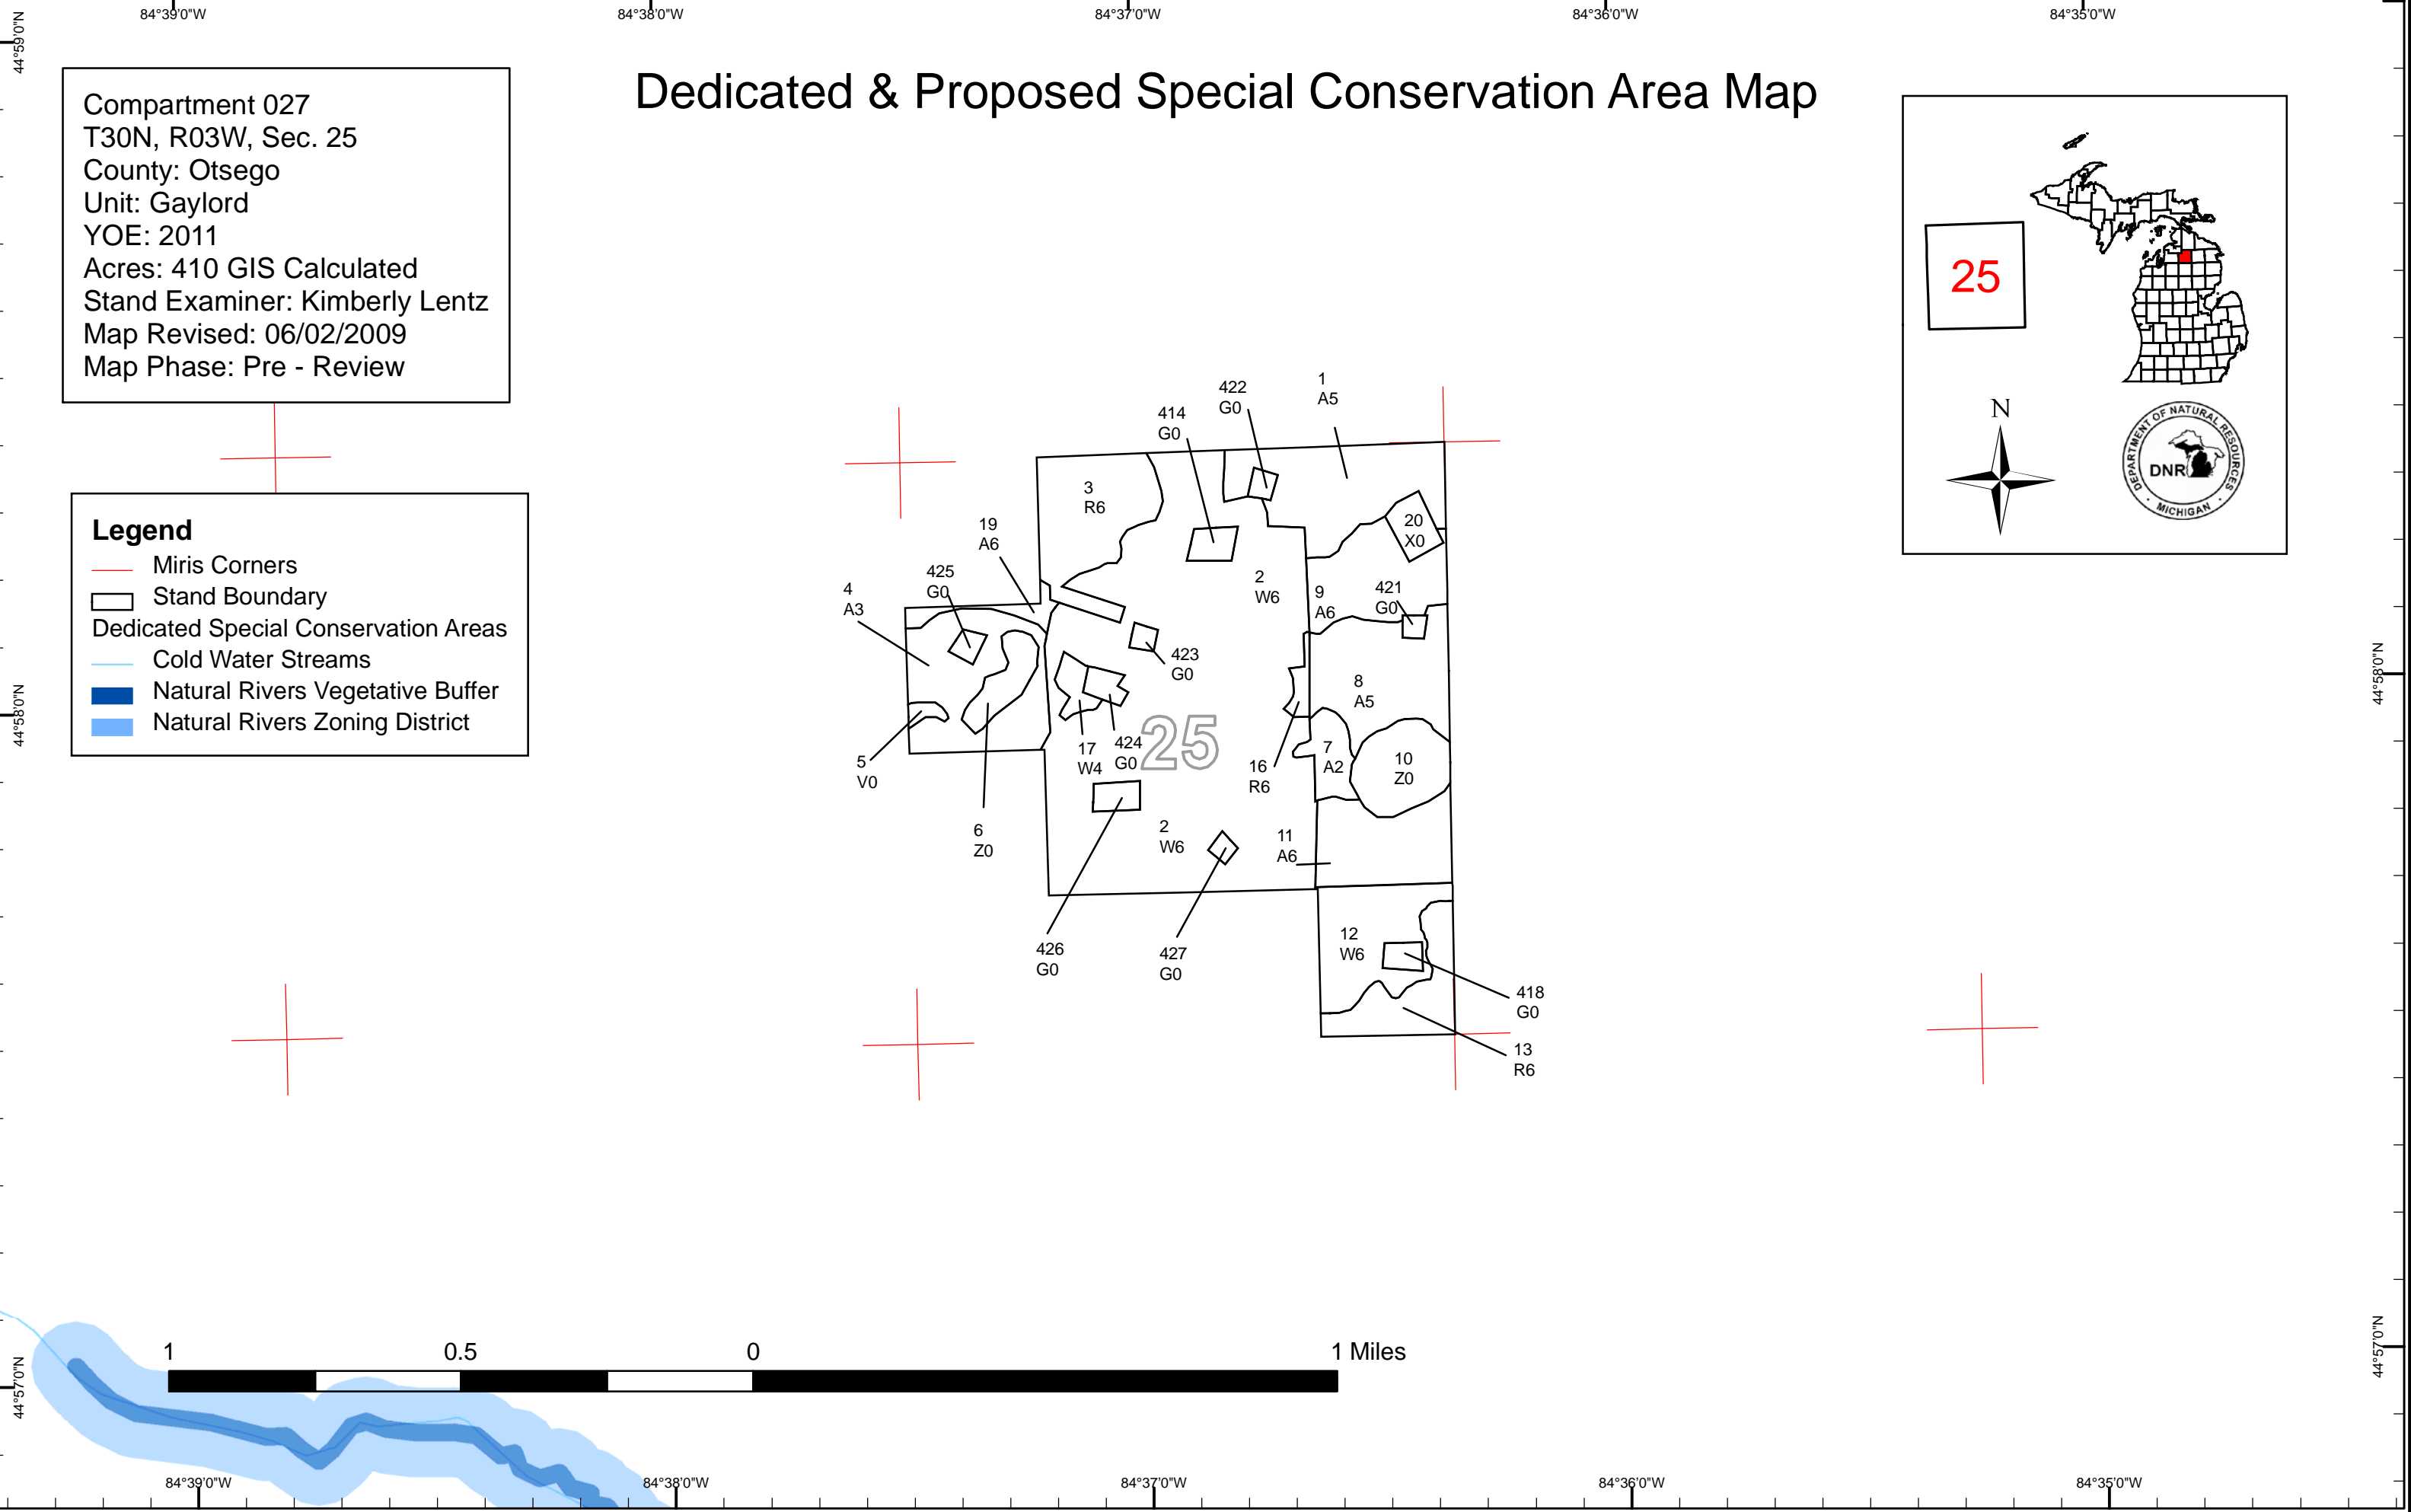 84°39'0"W
84°38'0"W
84°37'0"W
84°36'0"W
84°35'0"W
44°59'0"N
Dedicated & Proposed Special Conservation Area Map
Compartment 027
T30N, R03W, Sec. 25
County: Otsego
Unit: Gaylord
YOE: 2011
Acres: 410 GIS Calculated
Stand Examiner: Kimberly Lentz
Map Revised: 06/02/2009
Map Phase: Pre - Review
25
N
DEPARTMENT OF NATURAL RESOURCES
DNR
MICHIGAN
Legend
Miris Corners
Stand Boundary
Dedicated Special Conservation Areas
Cold Water Streams
Natural Rivers Vegetative Buffer
Natural Rivers Zoning District
1
A5
422
G0
414
G0
3
R6
20
X0
19
A6
425
G0
4
A3
2
W6
9
A6
421
G0
423
G0
8
A5
5
V0
17
W4
424
G0
25
16
R6
7
A2
10
Z0
6
Z0
2
W6
11
A6
426
G0
427
G0
12
W6
418
G0
13
R6
44°58'0"N
44°58'0"N
44°57'0"N
44°57'0"N
1
0.5
0
1 Miles
84°39'0"W
84°38'0"W
84°37'0"W
84°36'0"W
84°35'0"W